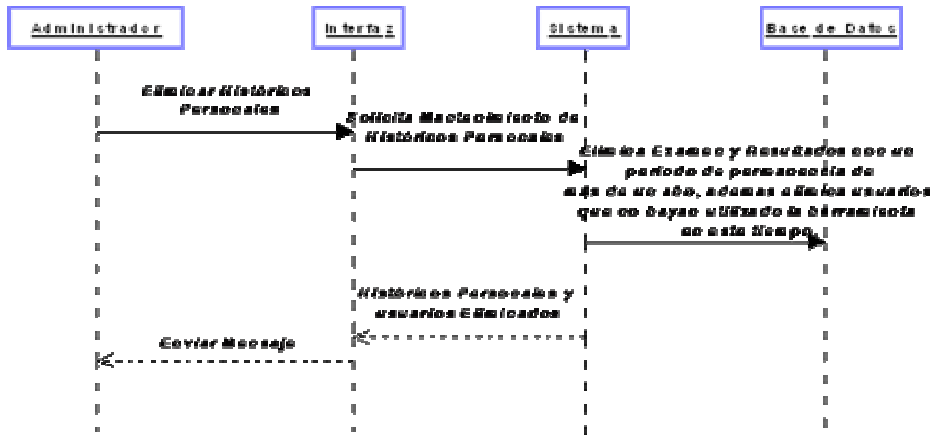 Administrador
Interfaz
Sistema
Base de Datos
Eliminar Históricos
Personales
Solicita Mantenimiento de
Históricos Personales
Elimina Examen y Resultados con un
periodo de permanencia de
más de un año, ademas elimina usuarios
que no hayan utilizado la herramienta
en este tiempo.
Históricos Personales y
usuarios Eliminados
Enviar Mensaje